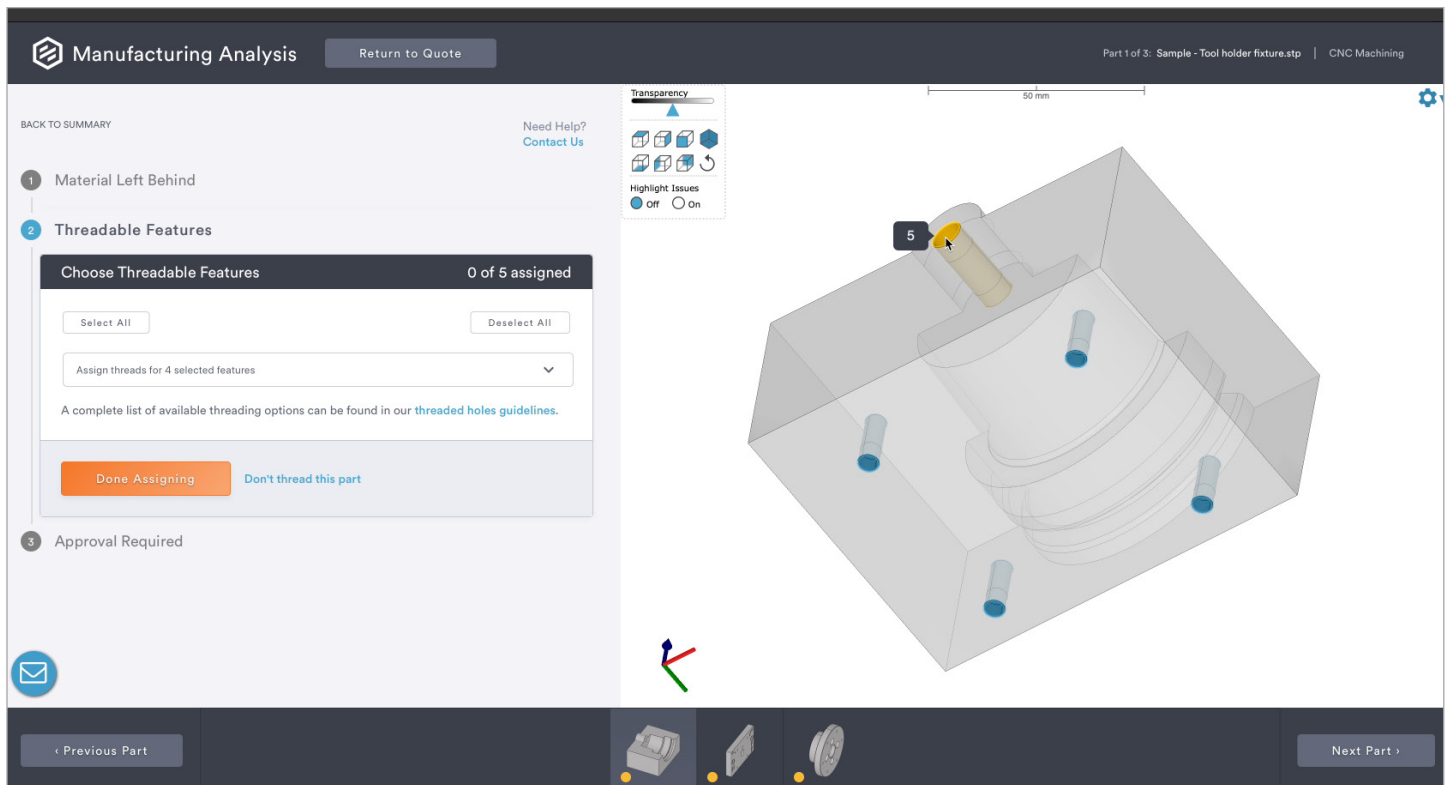 Manufacturing Analysis
Return to Quote
Part 1 of 3: Sample - Tool holder fixture.stp | CNC Machining
BACK TO SUMMARY
Need Help?
Contact Us
1 Material Left Behind
2 Threadable Features
Choose Threadable Features 0 of 5 assigned
Select All
Deselect All
Assign threads for 4 selected features
A complete list of available threading options can be found in our threaded holes guidelines.
Done Assigning
Don't thread this part
3 Approval Required
Transparency
Highlight Issues
Off On
50 mm
5
‹ Previous Part
Next Part ›